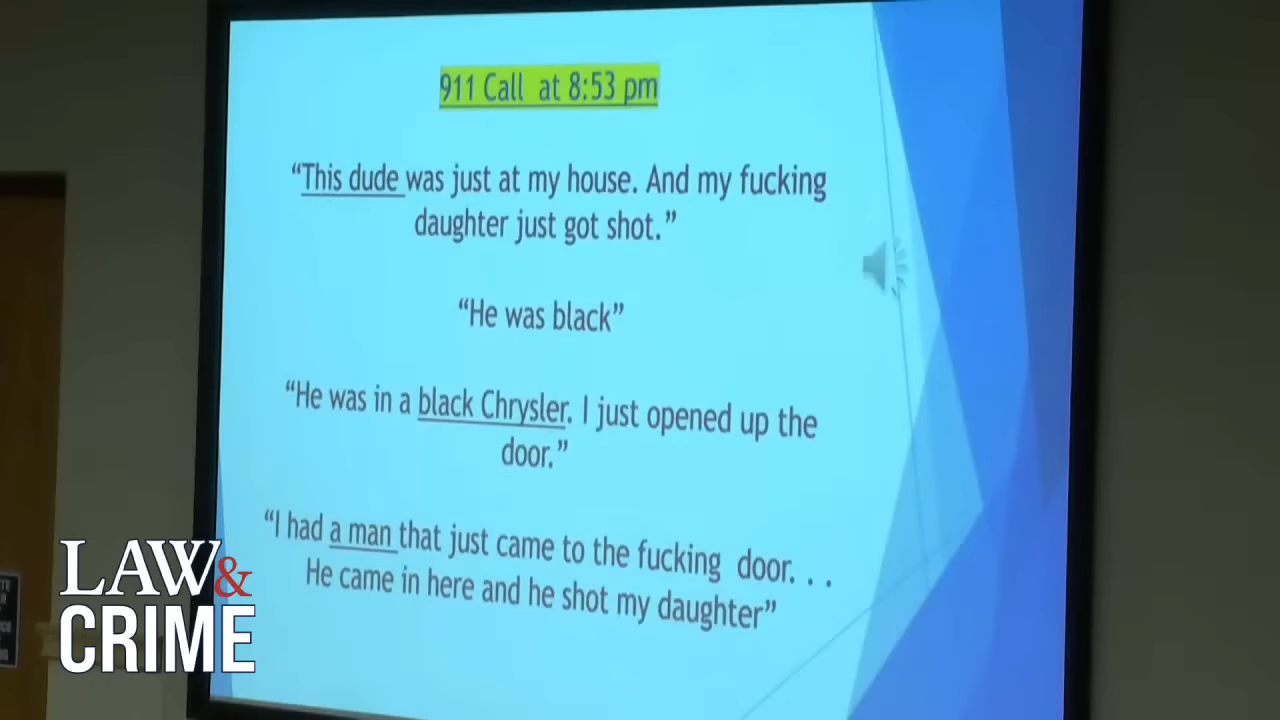 911 Call at 8:53 pm
“This dude was just at my house. And my fucking
daughter just got shot.”
“He was black”
“He was in a black Chrysler. I just opened up the
door.”
“I had a man that just came to the fucking door. . .
He came in here and he shot my daughter”
LAW&
CRIME